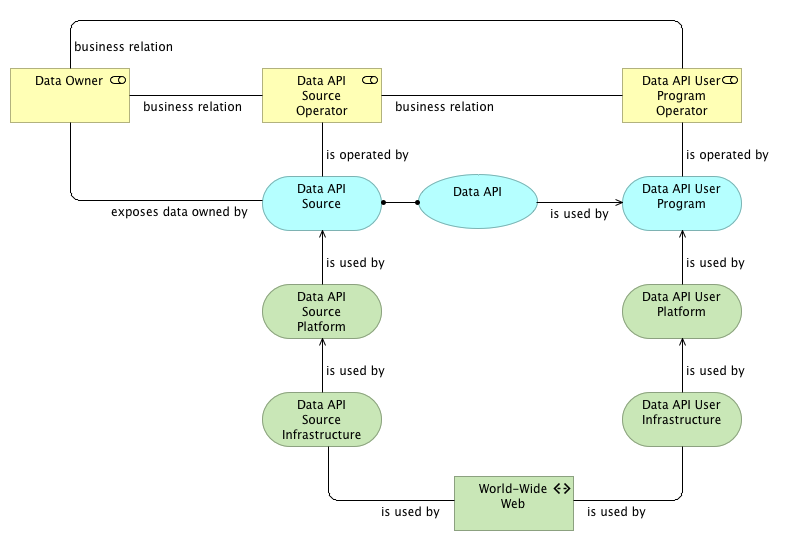 business relation
Data Owner
Data API
Source
Operator
Data API User
Program
Operator
business relation
business relation
is operated by
is operated by
Data API
Source
Data API
Data API User
Program
exposes data owned by
is used by
is used by
is used by
Data API
Source
Platform
Data API User
Platform
is used by
is used by
Data API
Source
Infrastructure
Data API User
Infrastructure
World-Wide
Web
is used by
is used by